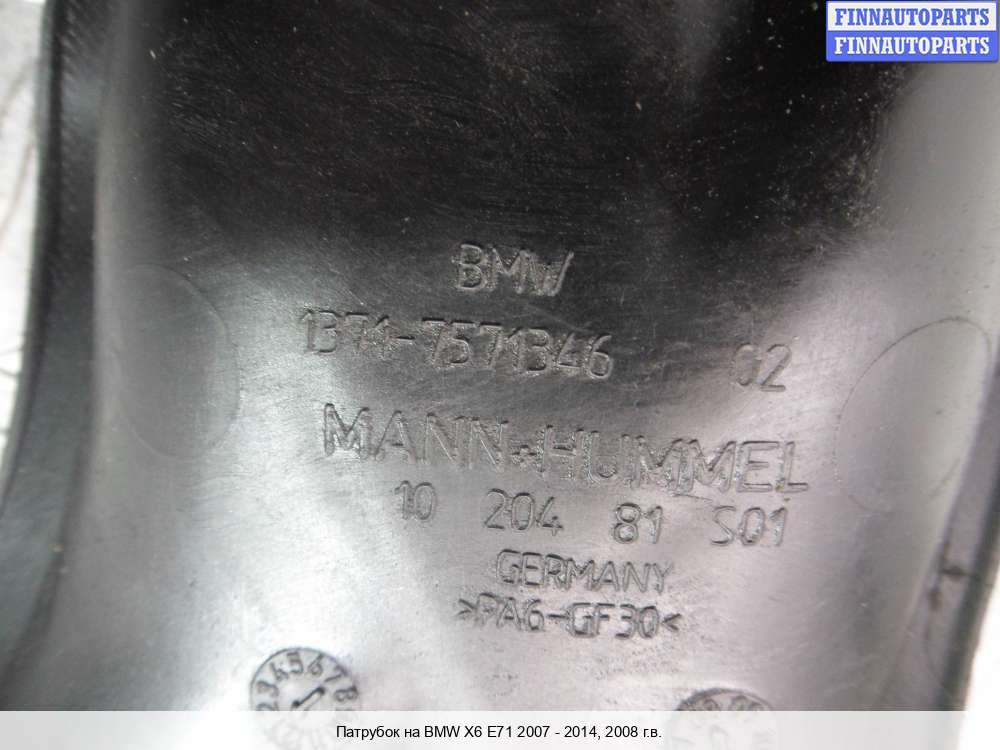 FINNAUTOPARTS
FINNAUTOPARTS
BMW
1371-7571346 02
MANN+HUMMEL
10 204 81 S01
GERMANY
>PA6-GF30<
2345678
Патрубок на BMW X6 E71 2007 - 2014, 2008 г.в.